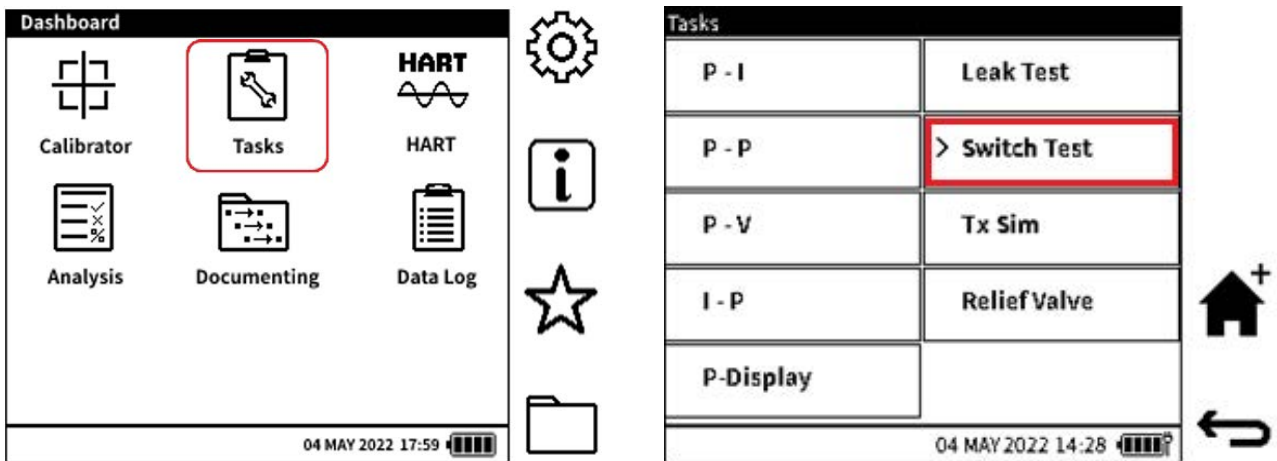 Dashboard
HART
Calibrator
Tasks
HART
Analysis
Documenting
Data Log
04 MAY 2022 17:59
Tasks
P - I
Leak Test
P - P
> Switch Test
P - V
Tx Sim
I - P
Relief Valve
P-Display
04 MAY 2022 14:28